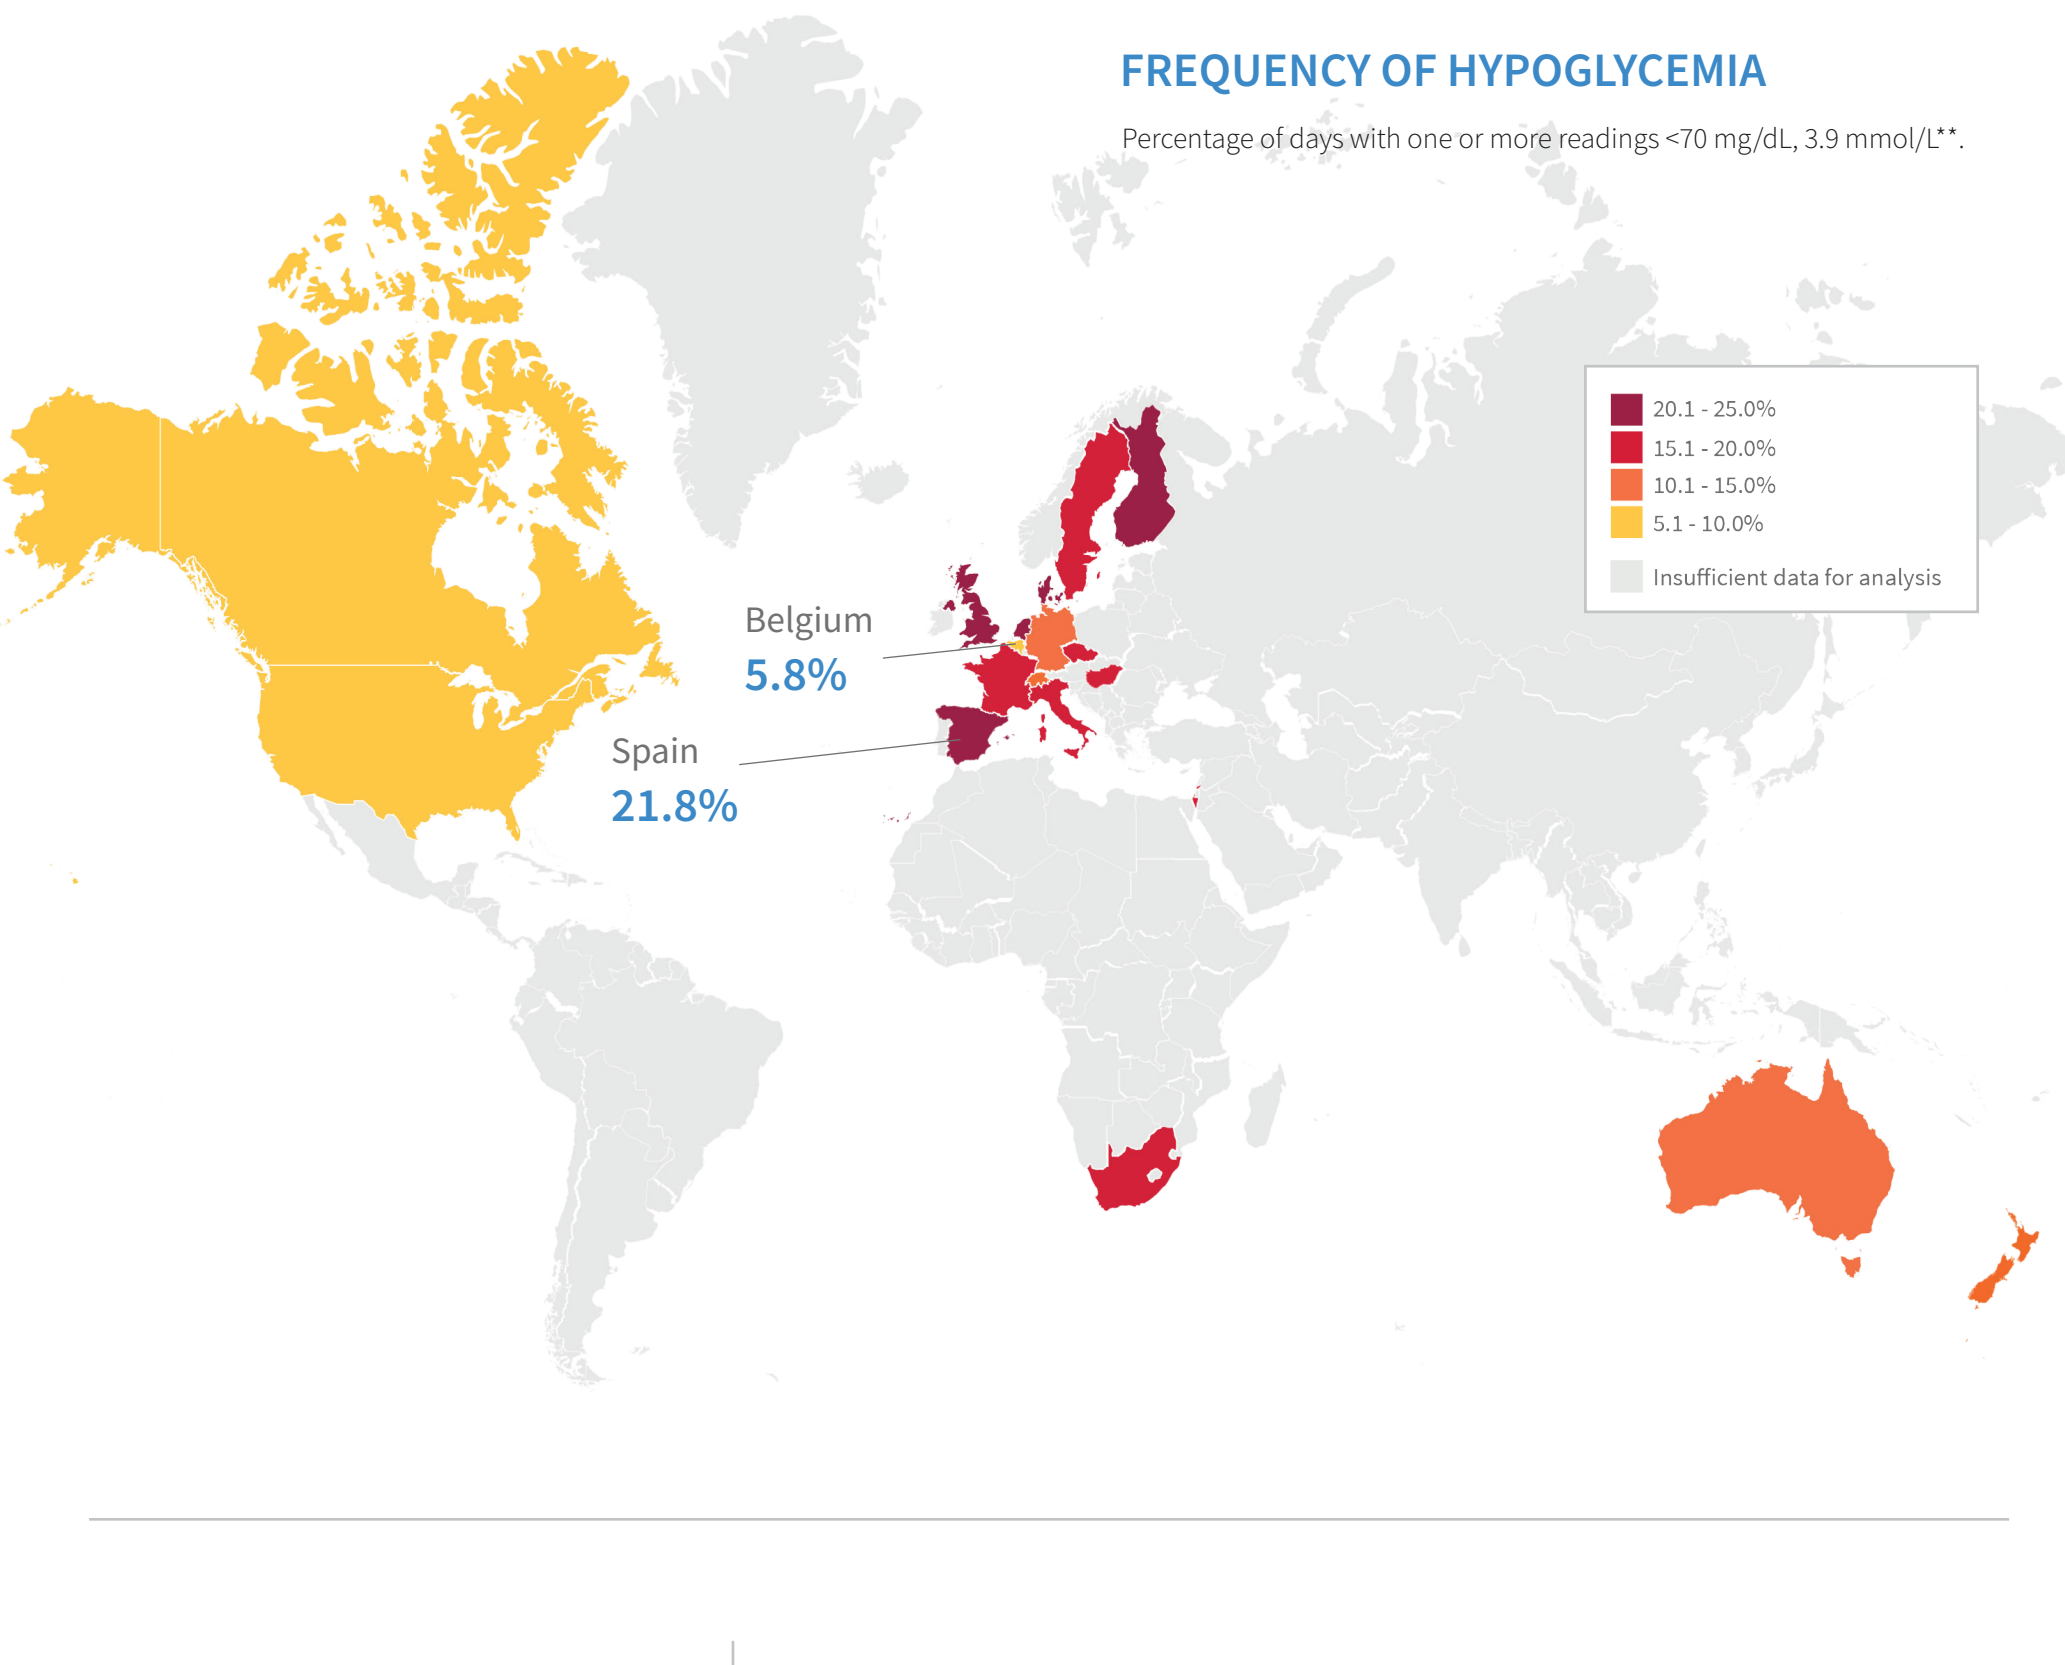 FREQUENCY OF HYPOGLYCEMIA
Percentage of days with one or more readings <70 mg/dL, 3.9 mmol/L**.
20.1 - 25.0%
15.1 - 20.0%
10.1 - 15.0%
5.1 - 10.0%
Insufficient data for analysis
Belgium
5.8%
Spain
21.8%